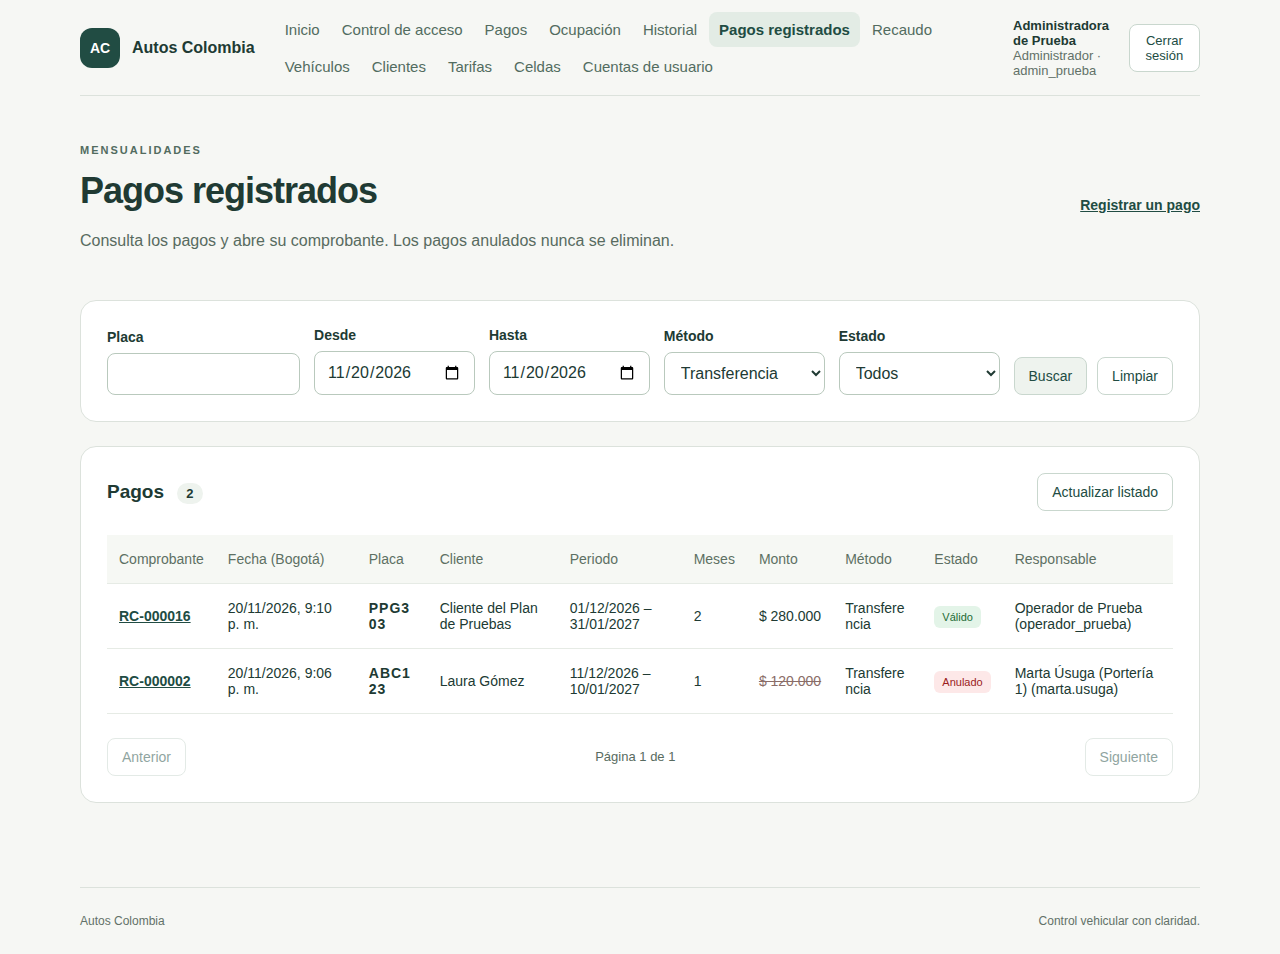 AC Autos Colombia
Inicio Control de acceso Pagos Ocupación Historial Pagos registrados Recaudo
Vehículos Clientes Tarifas Celdas Cuentas de usuario
Administradora
de Prueba
Administrador ·
admin_prueba
Cerrar
sesión
MENSUALIDADES
Pagos registrados
Registrar un pago
Consulta los pagos y abre su comprobante. Los pagos anulados nunca se eliminan.
Placa Desde Hasta Método Estado
11/20/2026 11/20/2026 Transferencia Todos Buscar Limpiar
Pagos 2 Actualizar listado
Comprobante Fecha (Bogotá) Placa Cliente Periodo Meses Monto Método Estado Responsable
RC-000016 20/11/2026, 9:10 PPG3 Cliente del Plan 01/12/2026 – 2 $ 280.000 Transfere Válido Operador de Prueba
p. m. 03 de Pruebas 31/01/2027 ncia (operador_prueba)
RC-000002 20/11/2026, 9:06 ABC1 Laura Gómez 11/12/2026 – 1 $ 120.000 Transfere Anulado Marta Úsuga (Portería
p. m. 23 10/01/2027 ncia 1) (marta.usuga)
Anterior Página 1 de 1 Siguiente
Autos Colombia Control vehicular con claridad.